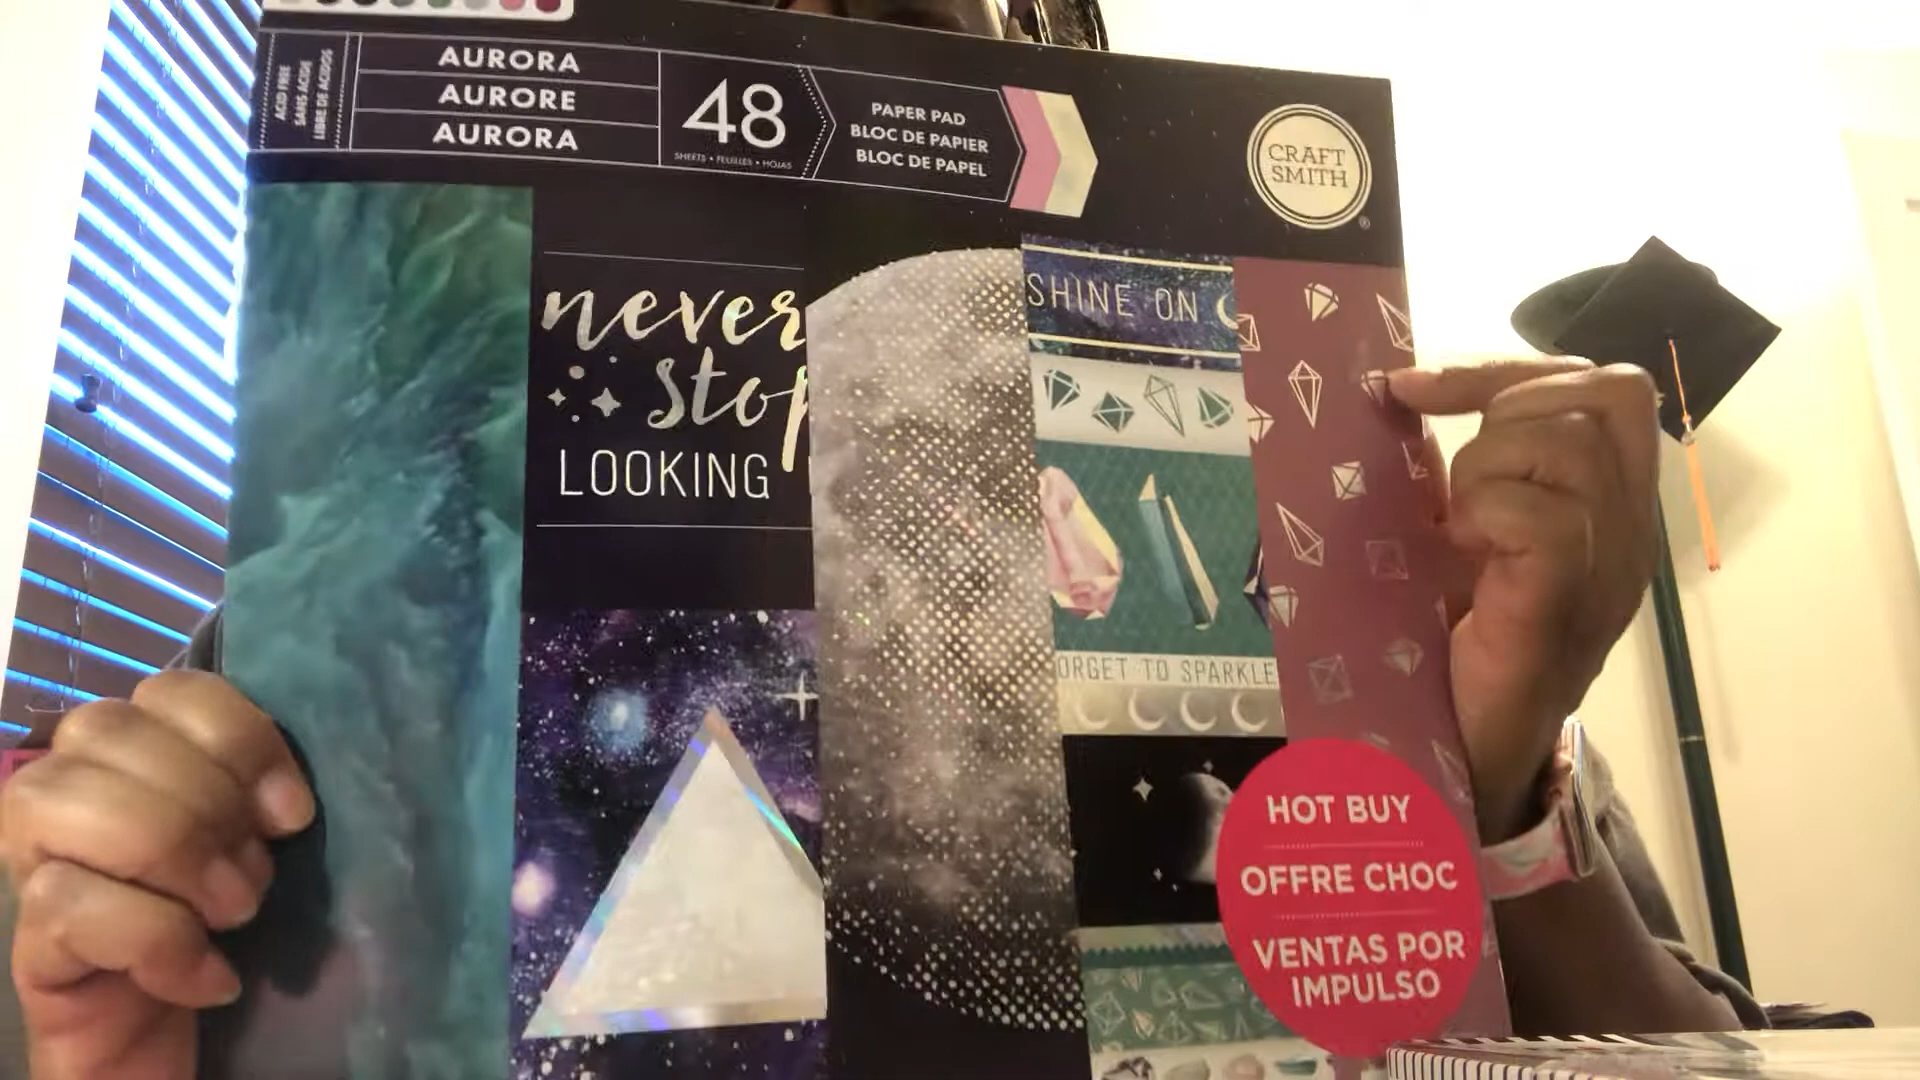 ACID FREE
SANS ACIDE
LIBRE DE ÁCIDOS
AURORA
AURORE
AURORA
48
SHEETS • FEUILLES • HOJAS
PAPER PAD
BLOC DE PAPIER
BLOC DE PAPEL
CRAFT
SMITH
®
never
stop
LOOKING
SHINE ON
ORGET TO SPARKLE
HOT BUY
OFFRE CHOC
VENTAS POR
IMPULSO